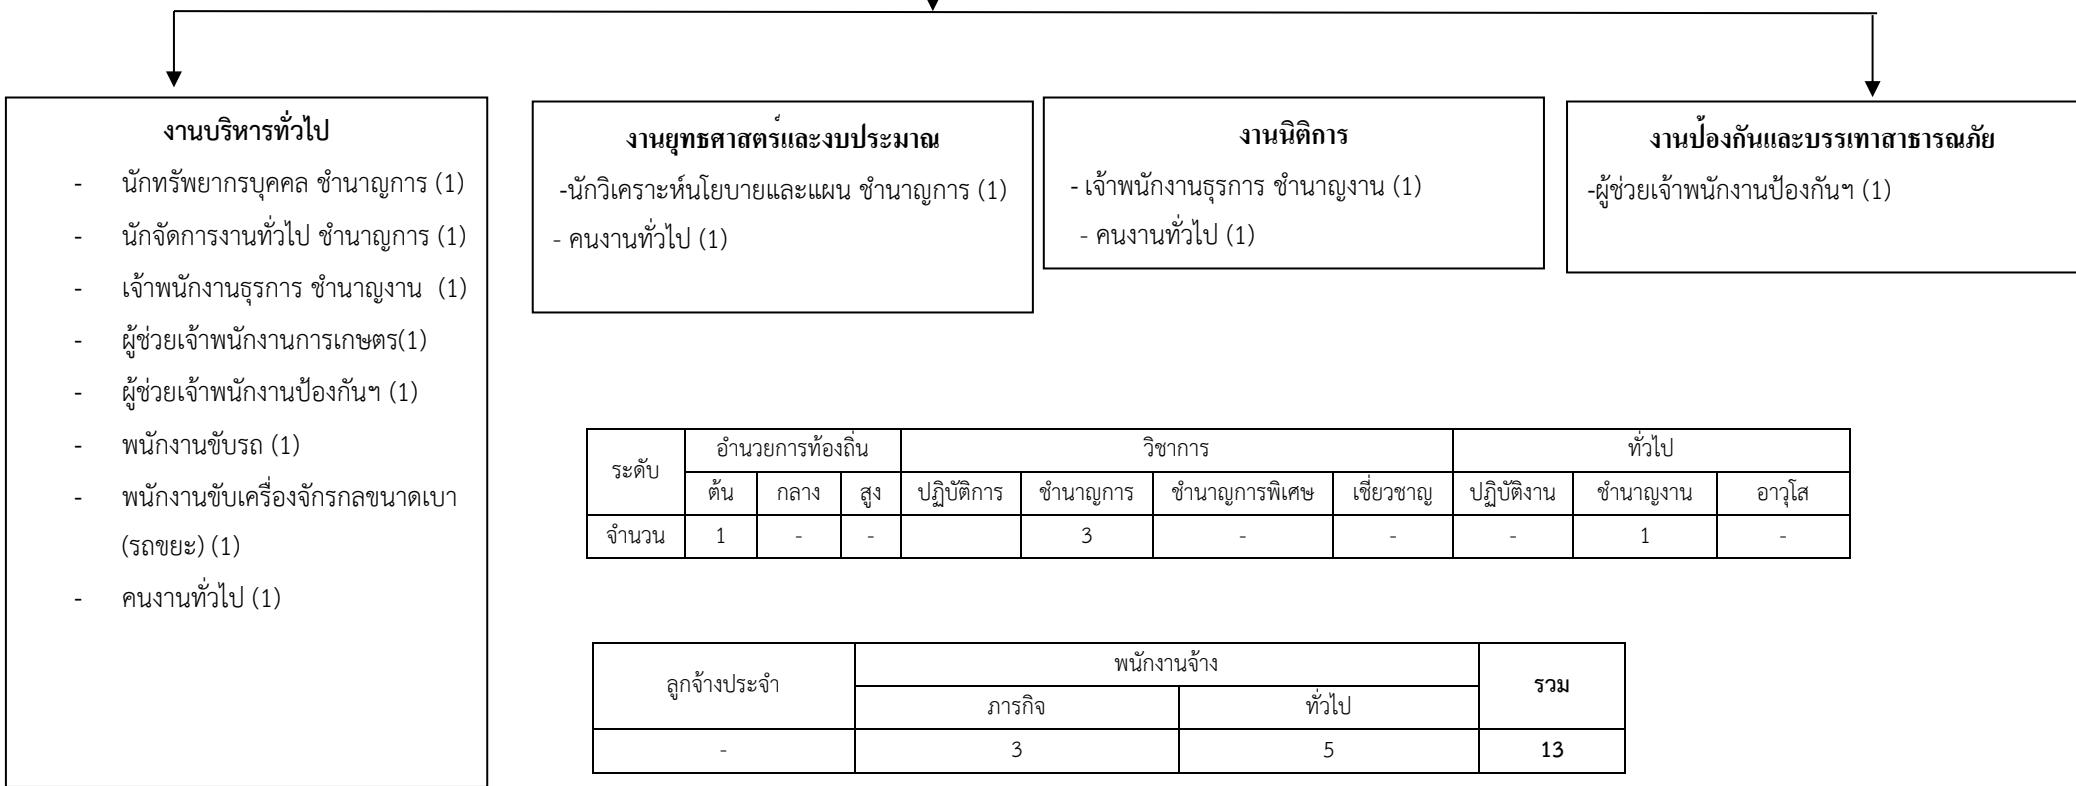 งานบริหารทั่วไป
- นักทรัพยากรบุคคล ชำนาญการ (1)
- นักจัดการงานทั่วไป ชำนาญการ (1)
- เจ้าพนักงานธุรการ ชำนาญงาน (1)
- ผู้ช่วยเจ้าพนักงานการเกษตร(1)
- ผู้ช่วยเจ้าพนักงานป้องกันฯ (1)
- พนักงานขับรถ (1)
- พนักงานขับเครื่องจักรกลขนาดเบา
(รถขยะ) (1)
- คนงานทั่วไป (1)
งานยุทธศาสตร์และงบประมาณ
-นักวิเคราะห์นโยบายและแผน ชำนาญการ (1)
- คนงานทั่วไป (1)
งานนิติการ
- เจ้าพนักงานธุรการ ชำนาญงาน (1)
- คนงานทั่วไป (1)
งานป้องกันและบรรเทาสาธารณภัย
-ผู้ช่วยเจ้าพนักงานป้องกันฯ (1)
ระดับ อำนวยการท้องถิ่น วิชาการ ทั่วไป
ต้น กลาง สูง ปฏิบัติการ ชำนาญการ ชำนาญการพิเศษ เชี่ยวชาญ ปฏิบัติงาน ชำนาญงาน อาวุโส
จำนวน 1 - - 3 - - - 1 -
ลูกจ้างประจำ พนักงานจ้าง รวม
ภารกิจ ทั่วไป
- 3 5 13